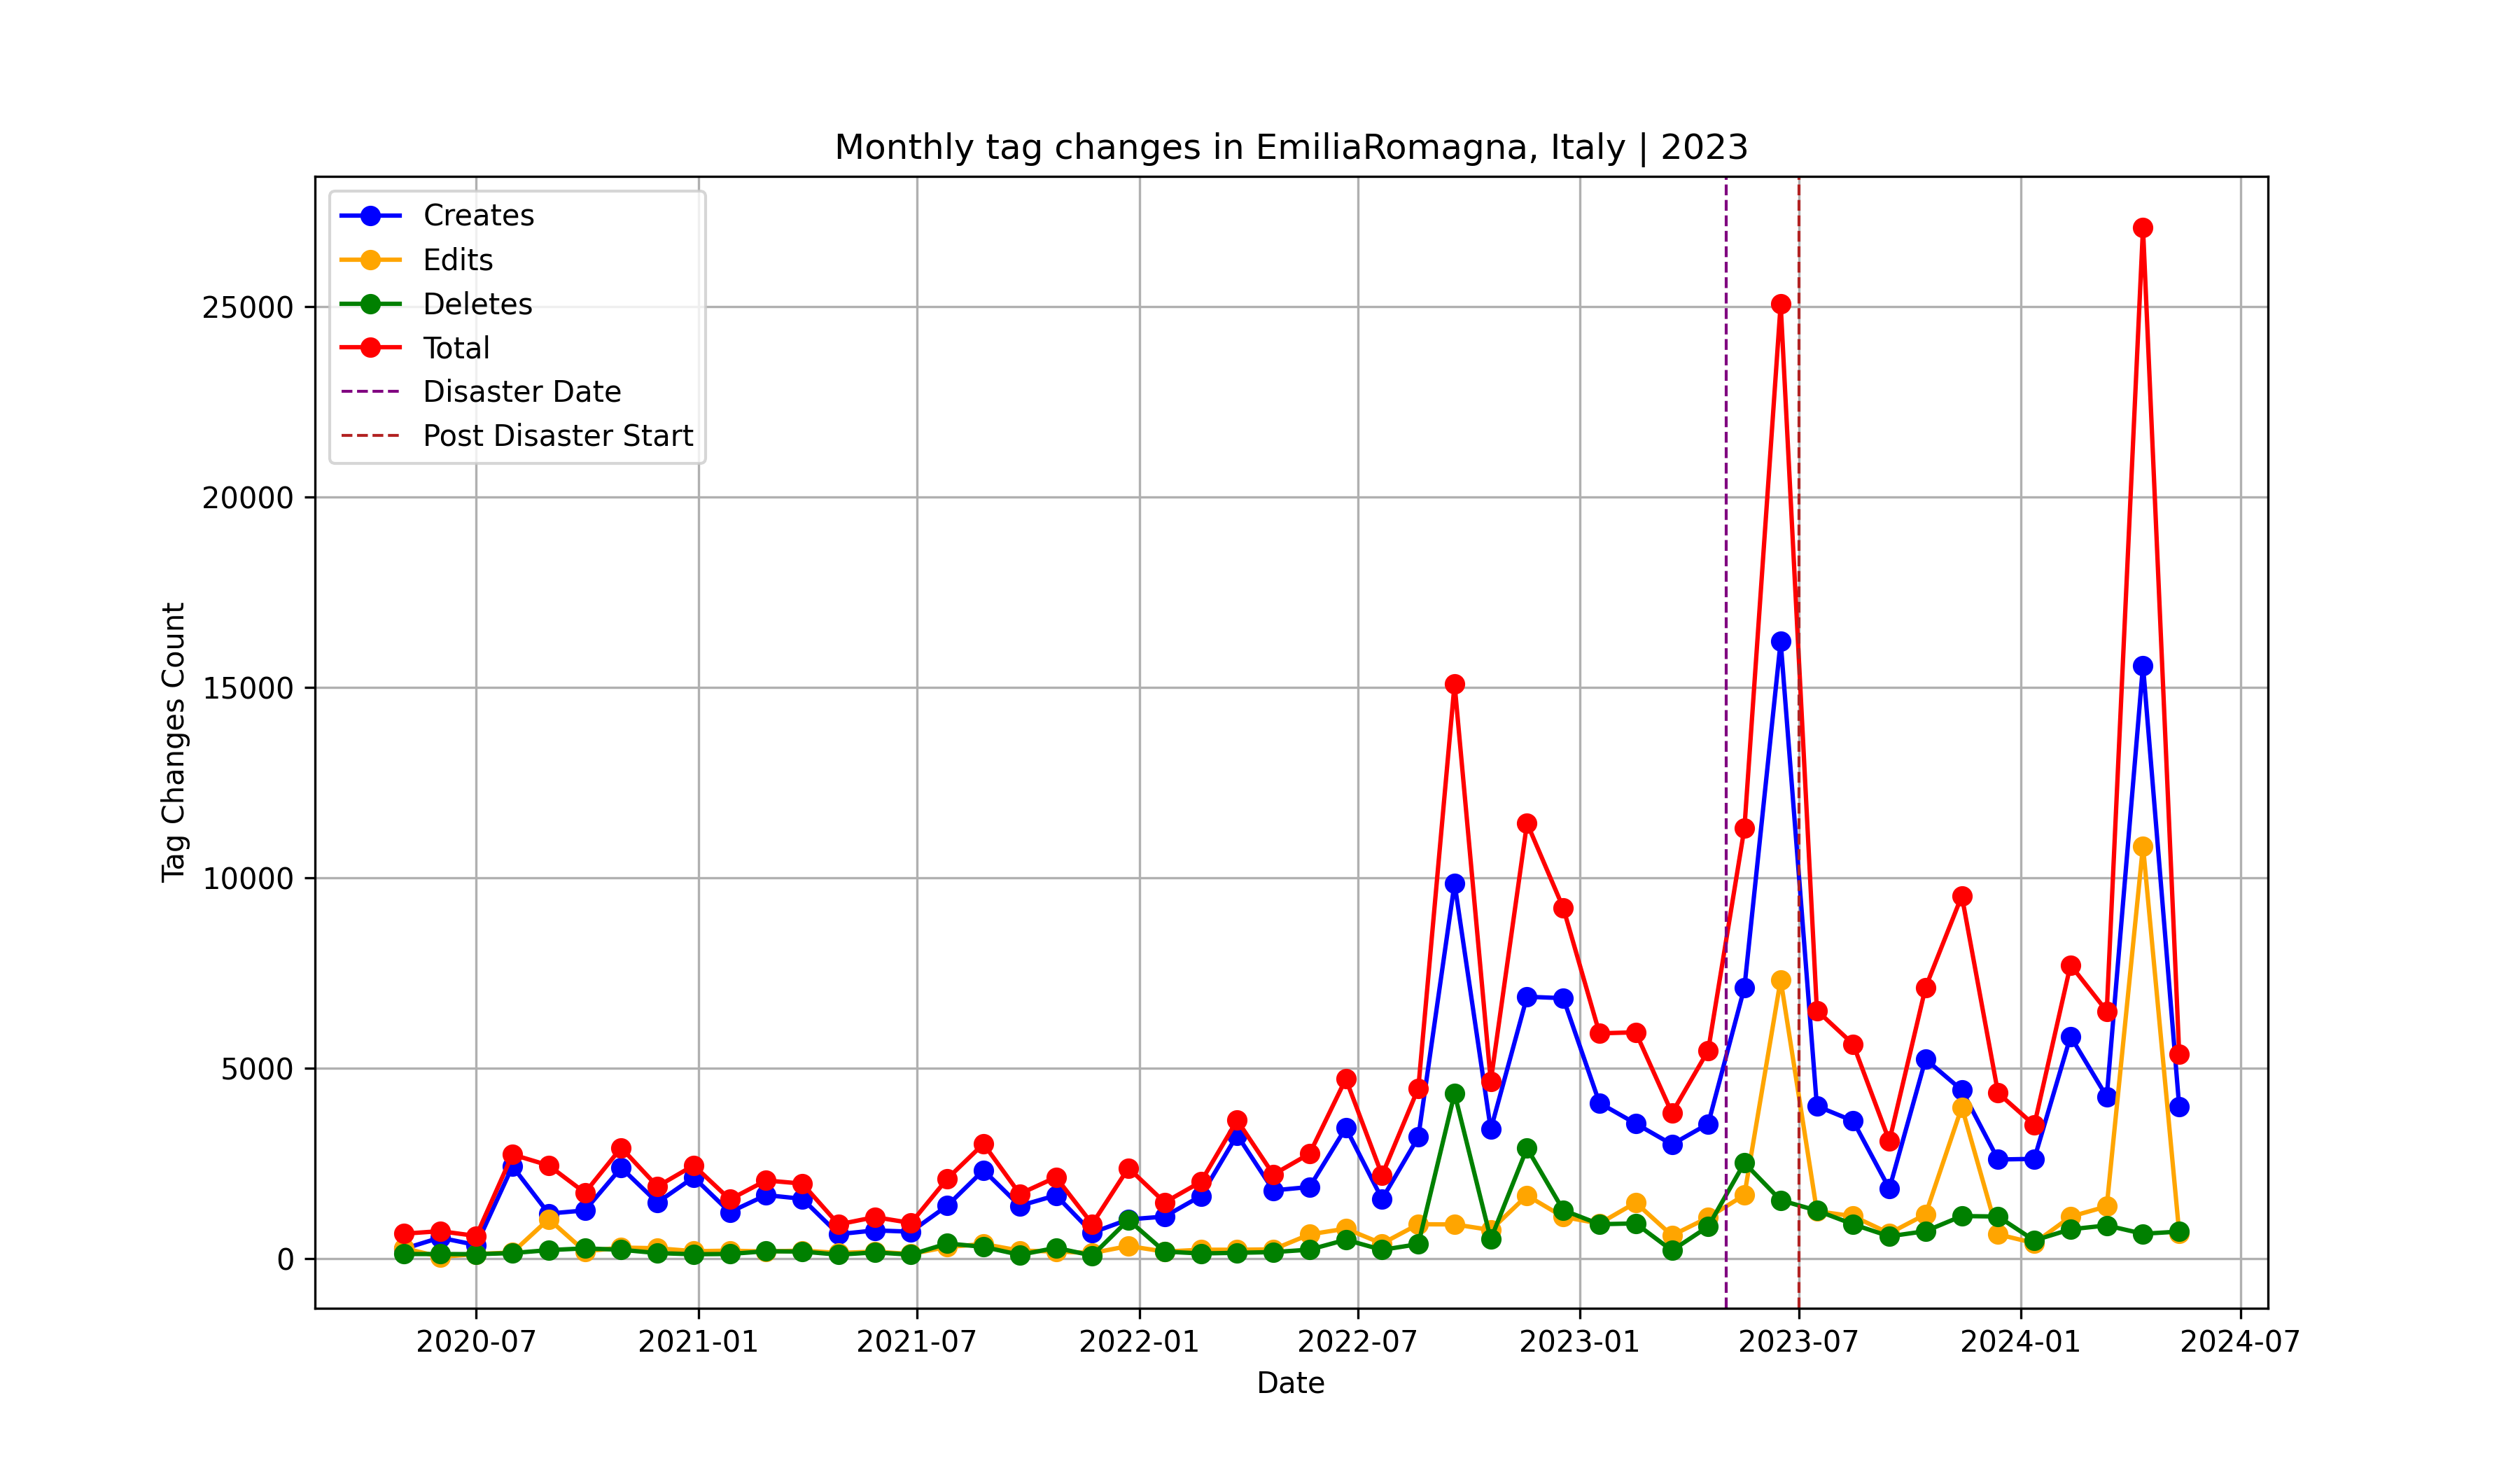 Monthly tag changes in EmiliaRomagna, Italy | 2023
Creates
Edits
Deletes
Total
Disaster Date
Post Disaster Start
25000
20000
15000
10000
5000
0
Tag Changes Count
2020-07
2021-01
2021-07
2022-01
2022-07
2023-01
2023-07
2024-01
2024-07
Date